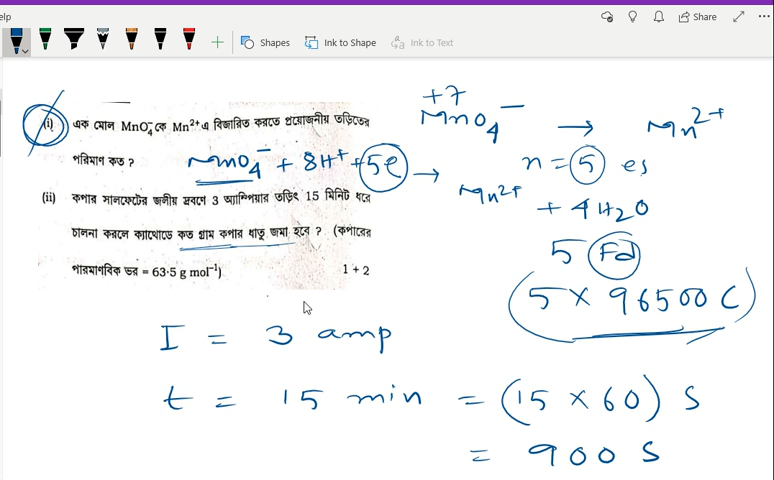 elp
Share
Shapes
Ink to Shape
Ink to Text
(i) এক মোল MnO₄⁻ কে Mn²⁺ এ বিজারিত করতে প্রয়োজনীয় তড়িতের
পরিমাণ কত ?
+7
MnO₄⁻ → Mn²⁺
n = 5 es
MnO₄⁻ + 8H⁺ + 5e → Mn²⁺
+ 4H₂O
(ii) কপার সালফেটের জলীয় দ্রবণে 3 অ্যাম্পিয়ার তড়িৎ 15 মিনিট ধরে
চালনা করলে ক্যাথোডে কত গ্রাম কপার ধাতু জমা হবে ? (কপারের
পারমাণবিক ভর = 63·5 g mol⁻¹)
1 + 2
5 Fd
(5 × 96500 C)
I = 3 amp
t = 15 min = (15 × 60) S
= 900 S